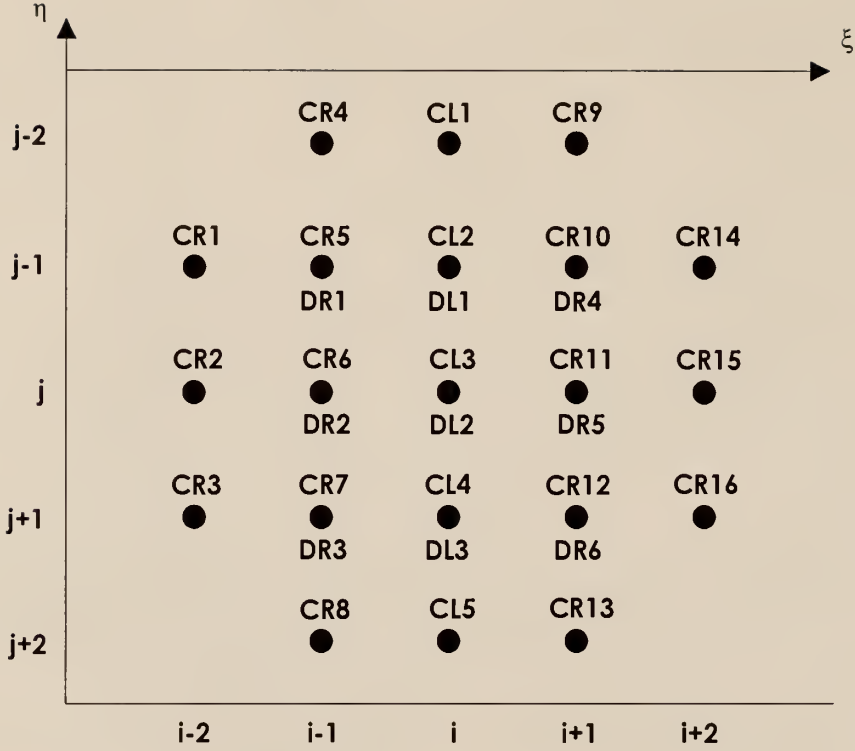 η
ξ
j-2
CR4 CL1 CR9
j-1
CR1 CR5 CL2 CR10 CR14
DR1 DL1 DR4
j
CR2 CR6 CL3 CR11 CR15
DR2 DL2 DR5
j+1
CR3 CR7 CL4 CR12 CR16
DR3 DL3 DR6
j+2
CR8 CL5 CR13
i-2 i-1 i i+1 i+2